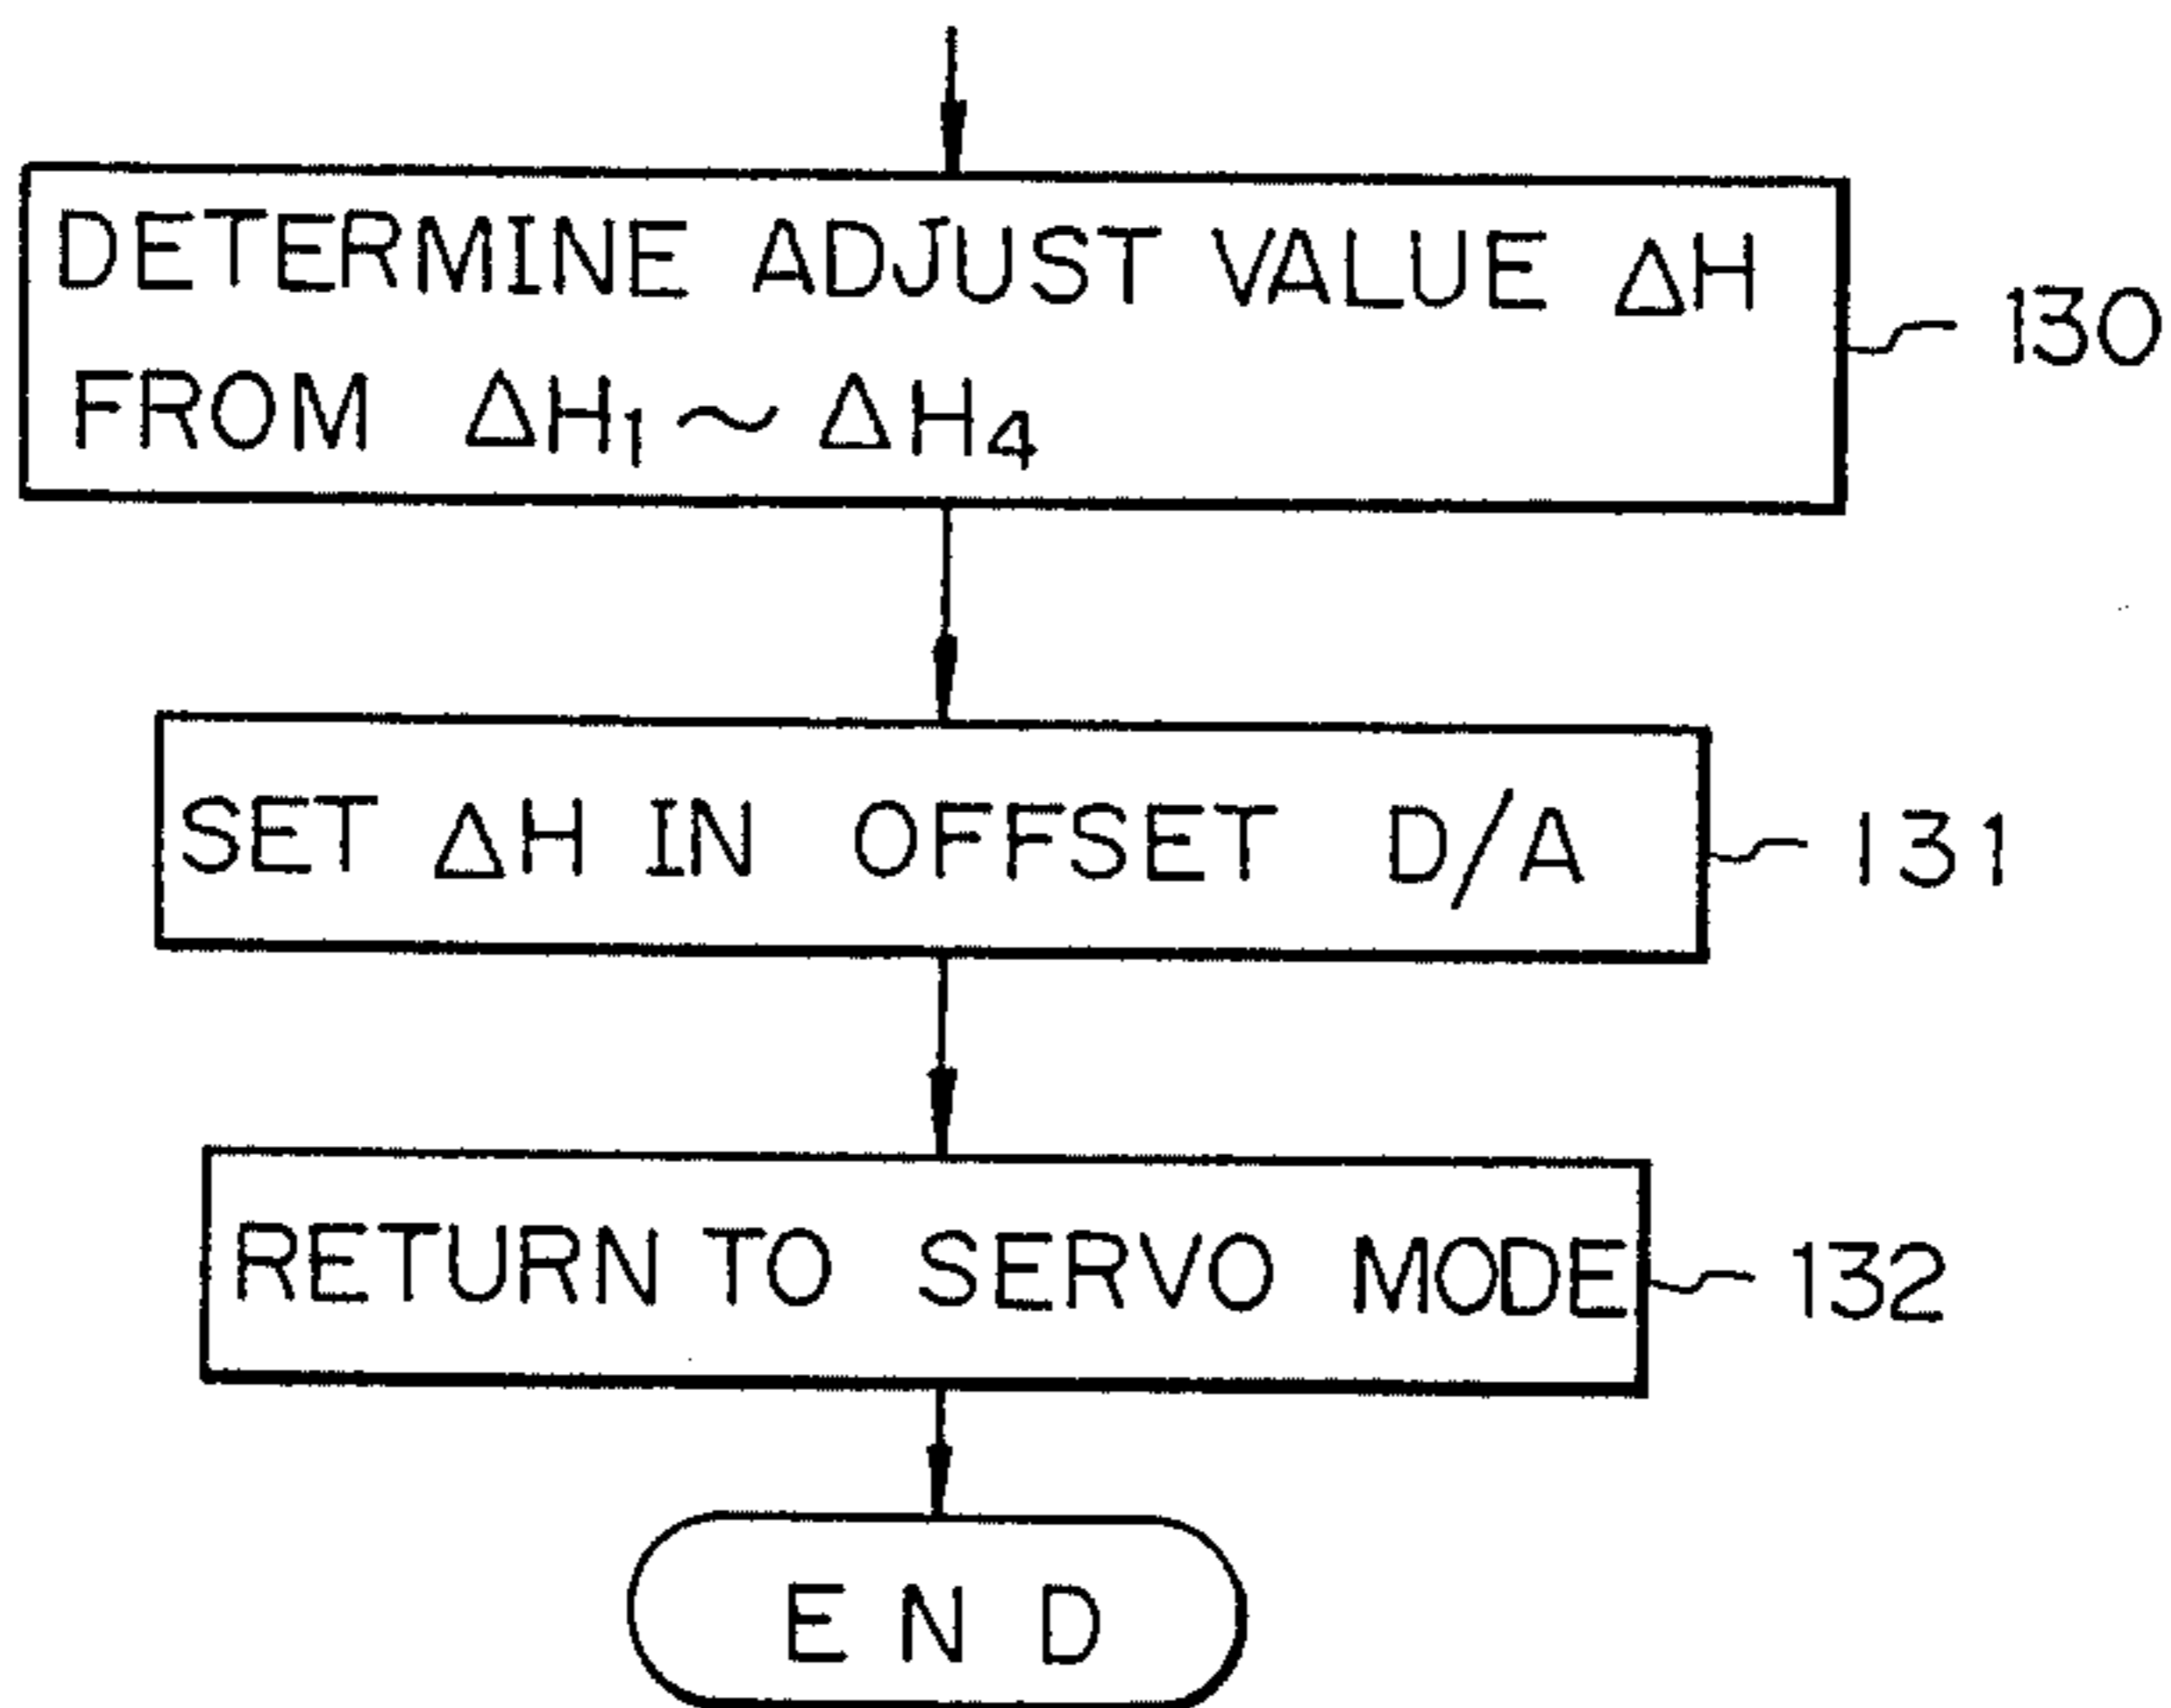 DETERMINE ADJUST VALUE ΔH
130
FROM ΔH₁ ~ ΔH₄
SET ΔH IN OFFSET D/A
131
RETURN TO SERVO MODE
132
END